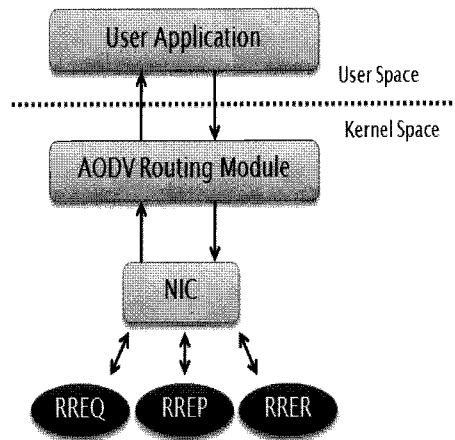 User Application
User Space
Kernel Space
AODV Routing Module
NIC
RREQ
RREP
RRER